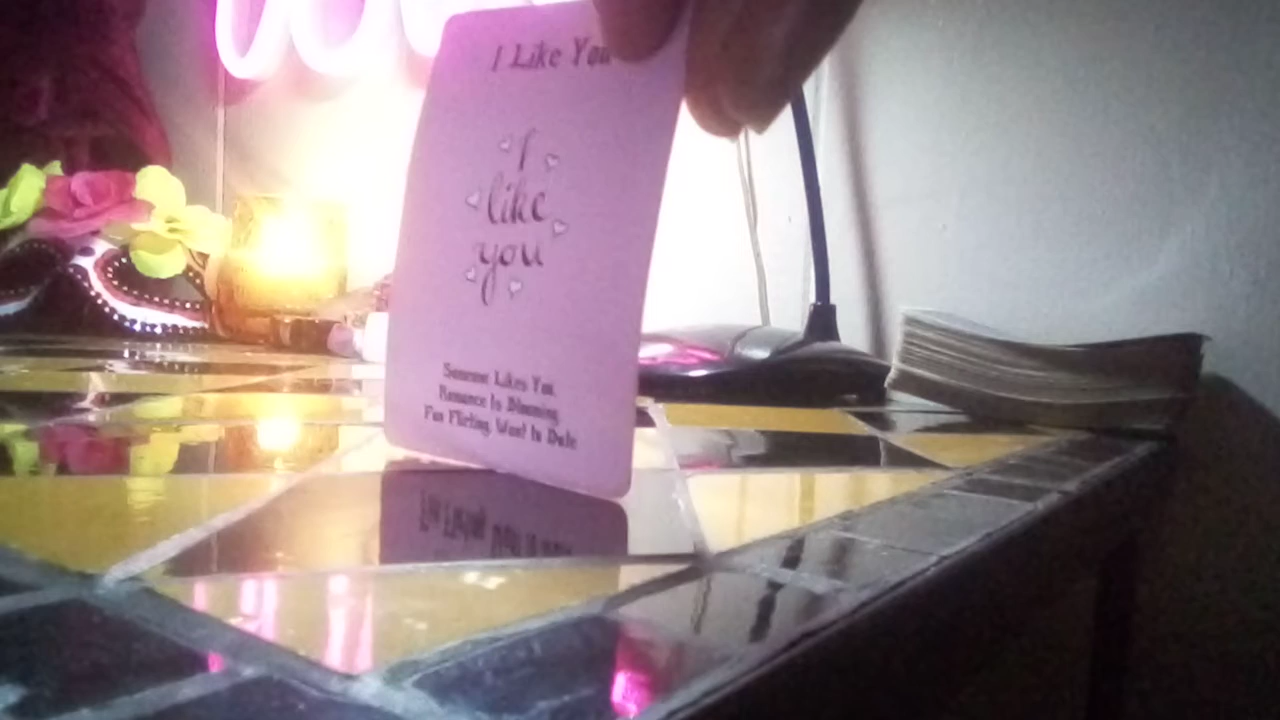 I Like You
I
like
you
Someone Likes You
Romance Is Blooming
Fun Flirting, Want to Date